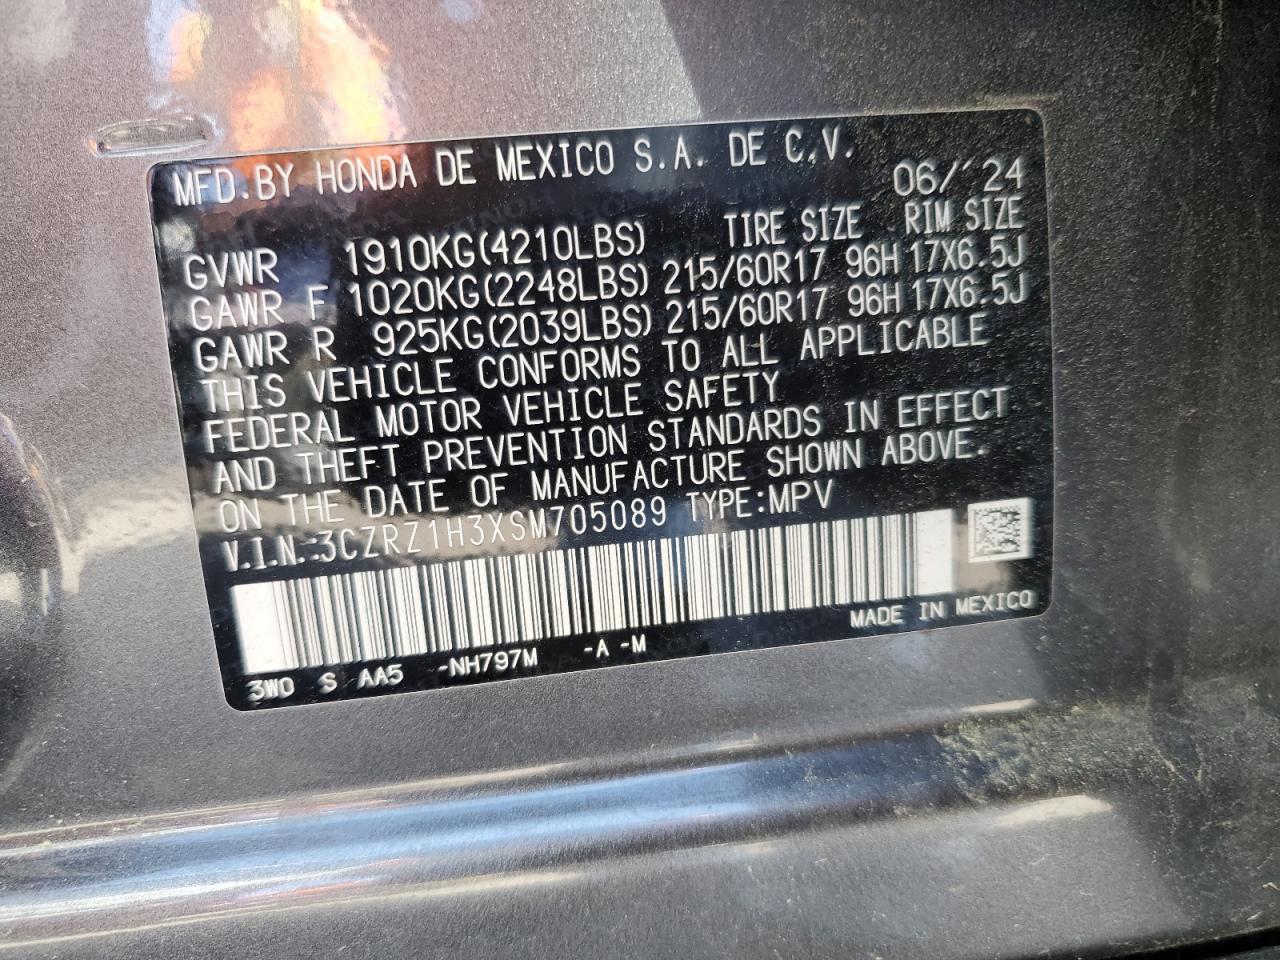 MFD.BY HONDA DE MEXICO S.A. DE C.V.
06/'24
GVWR 1910KG(4210LBS) TIRE SIZE RIM SIZE
GAWR F 1020KG(2248LBS) 215/60R17 96H 17X6.5J
GAWR R 925KG(2039LBS) 215/60R17 96H 17X6.5J
THIS VEHICLE CONFORMS TO ALL APPLICABLE
FEDERAL MOTOR VEHICLE SAFETY
AND THEFT PREVENTION STANDARDS IN EFFECT
ON THE DATE OF MANUFACTURE SHOWN ABOVE.
V.I.N.:3CZRZ1H3XSM705089 TYPE:MPV
MADE IN MEXICO
3W0 S AA5 -NH797M -A -M